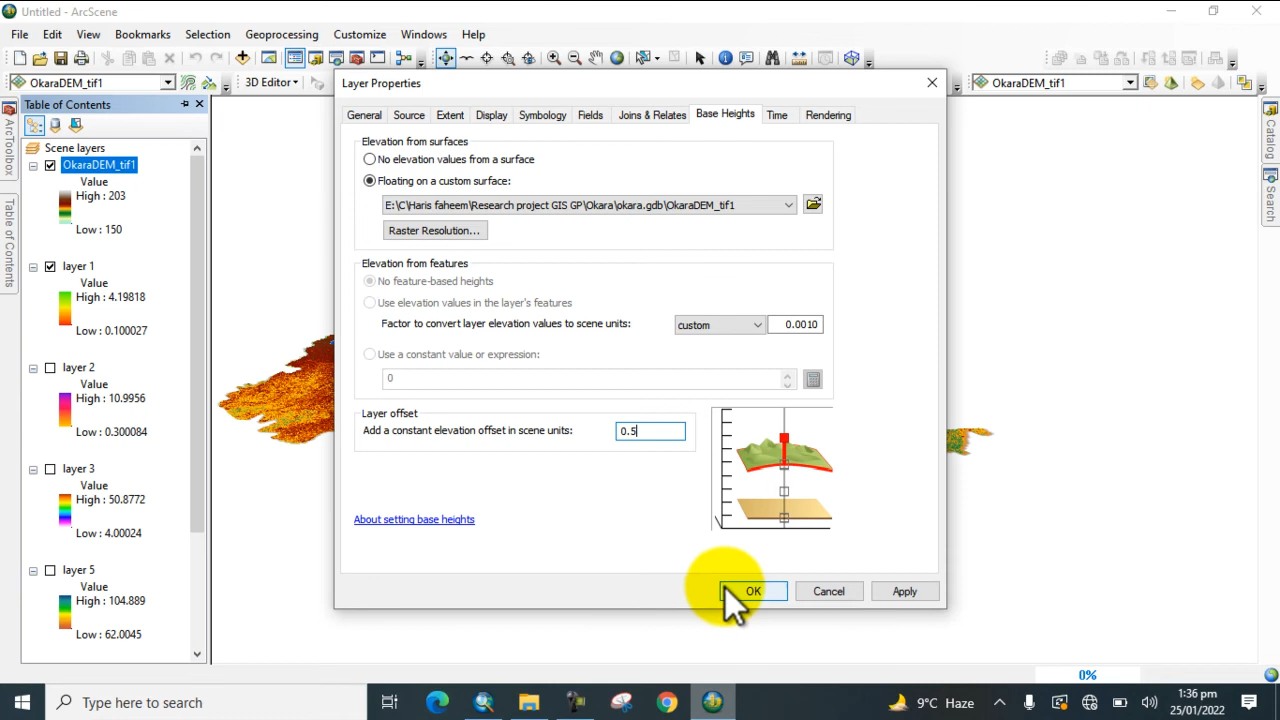 Untitled - ArcScene
File Edit View Bookmarks Selection Geoprocessing Customize Windows Help
OkaraDEM_tif1
3D Editor
OkaraDEM_tif1
Table of Contents
Scene layers
OkaraDEM_tif1
Value
High : 203
Low : 150
layer 1
Value
High : 4.19818
Low : 0.100027
layer 2
Value
High : 10.9956
Low : 0.300084
layer 3
Value
High : 50.8772
Low : 4.00024
layer 5
Value
High : 104.889
Low : 62.0045
ArcToolbox
Table of Contents
Layer Properties
General Source Extent Display Symbology Fields Joins & Relates Base Heights Time Rendering
Elevation from surfaces
No elevation values from a surface
Floating on a custom surface:
E:\C\Haris faheem\Research project GIS GP\Okara\okara.gdb\OkaraDEM_tif1
Raster Resolution...
Elevation from features
No feature-based heights
Use elevation values in the layer's features
Factor to convert layer elevation values to scene units:
custom
0.0010
Use a constant value or expression:
0
Layer offset
Add a constant elevation offset in scene units:
0.5
About setting base heights
OK Cancel Apply
Catalog
Search
0%
Type here to search
9°C Haze
1:36 pm
25/01/2022